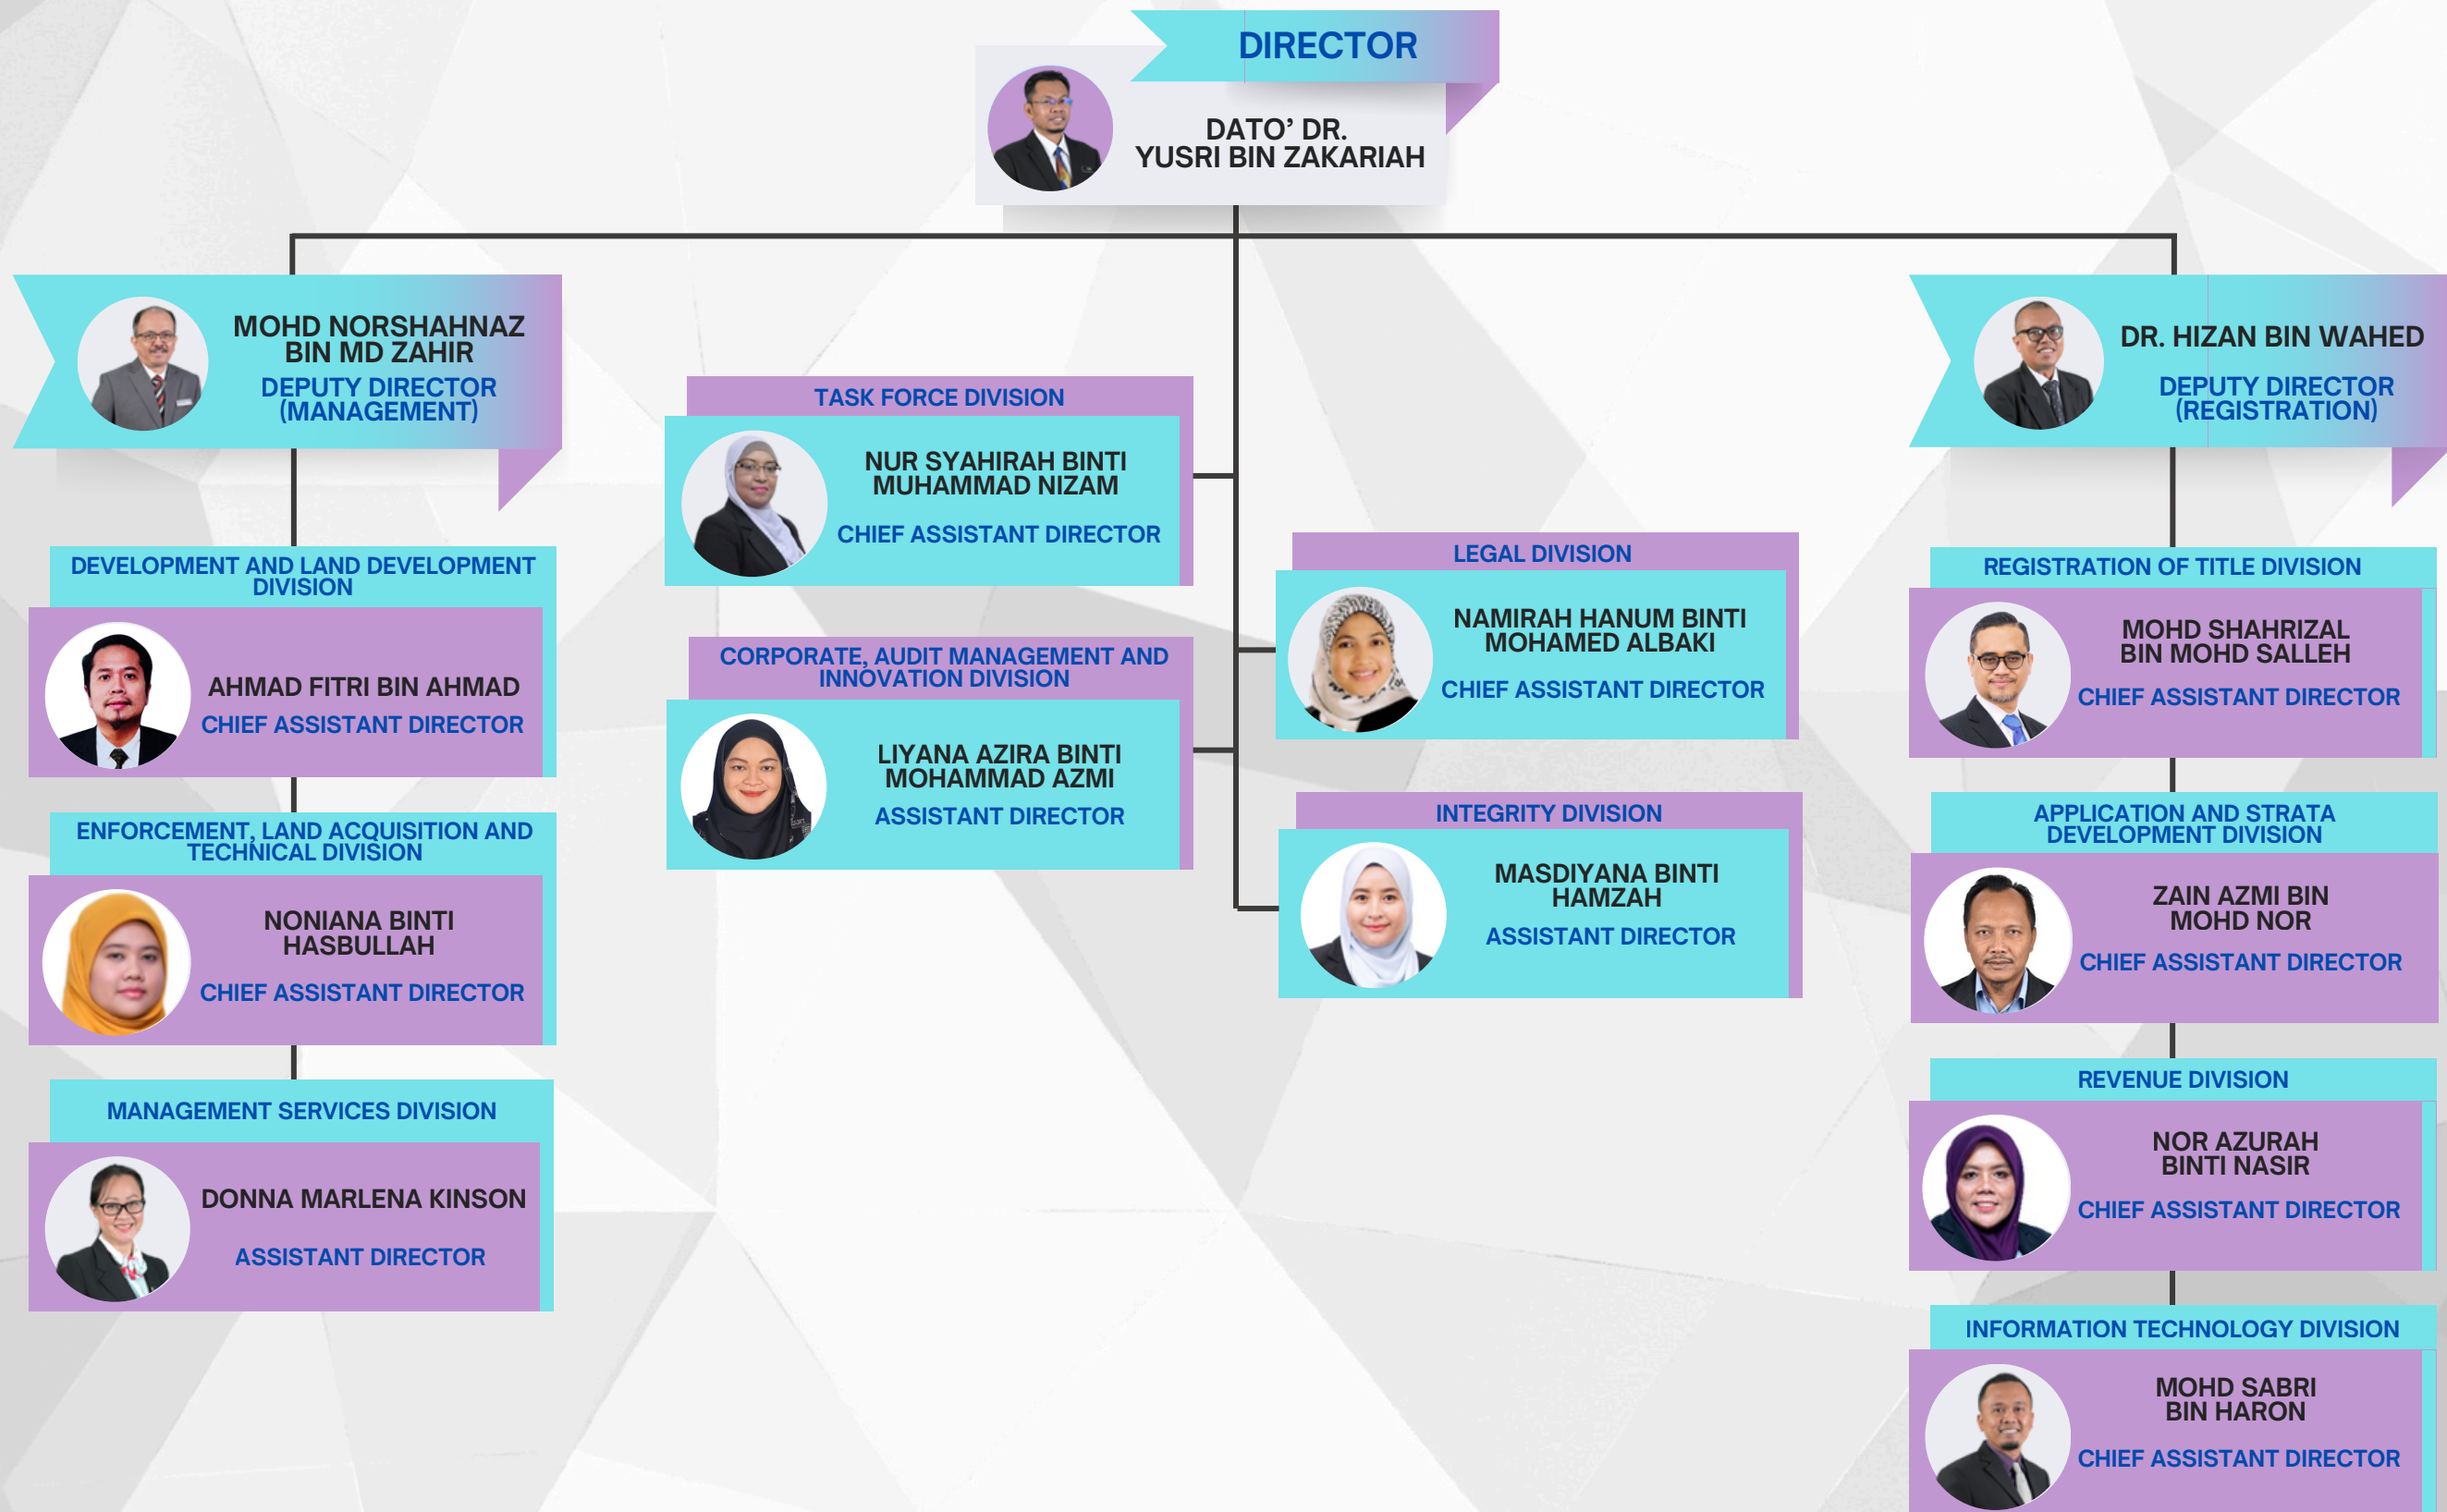 DIRECTOR
DATO’ DR.
YUSRI BIN ZAKARIAH
MOHD NORSHAHNAZ
BIN MD ZAHIR
DEPUTY DIRECTOR
(MANAGEMENT)
DEVELOPMENT AND LAND DEVELOPMENT
DIVISION
AHMAD FITRI BIN AHMAD
CHIEF ASSISTANT DIRECTOR
ENFORCEMENT, LAND ACQUISITION AND
TECHNICAL DIVISION
NONIANA BINTI
HASBULLAH
CHIEF ASSISTANT DIRECTOR
MANAGEMENT SERVICES DIVISION
DONNA MARLENA KINSON
ASSISTANT DIRECTOR
TASK FORCE DIVISION
NUR SYAHIRAH BINTI
MUHAMMAD NIZAM
CHIEF ASSISTANT DIRECTOR
CORPORATE, AUDIT MANAGEMENT AND
INNOVATION DIVISION
LIYANA AZIRA BINTI
MOHAMMAD AZMI
ASSISTANT DIRECTOR
LEGAL DIVISION
NAMIRAH HANUM BINTI
MOHAMED ALBAKI
CHIEF ASSISTANT DIRECTOR
INTEGRITY DIVISION
MASDIYANA BINTI
HAMZAH
ASSISTANT DIRECTOR
DR. HIZAN BIN WAHED
DEPUTY DIRECTOR
(REGISTRATION)
REGISTRATION OF TITLE DIVISION
MOHD SHAHRIZAL
BIN MOHD SALLEH
CHIEF ASSISTANT DIRECTOR
APPLICATION AND STRATA
DEVELOPMENT DIVISION
ZAIN AZMI BIN
MOHD NOR
CHIEF ASSISTANT DIRECTOR
REVENUE DIVISION
NOR AZURAH
BINTI NASIR
CHIEF ASSISTANT DIRECTOR
INFORMATION TECHNOLOGY DIVISION
MOHD SABRI
BIN HARON
CHIEF ASSISTANT DIRECTOR